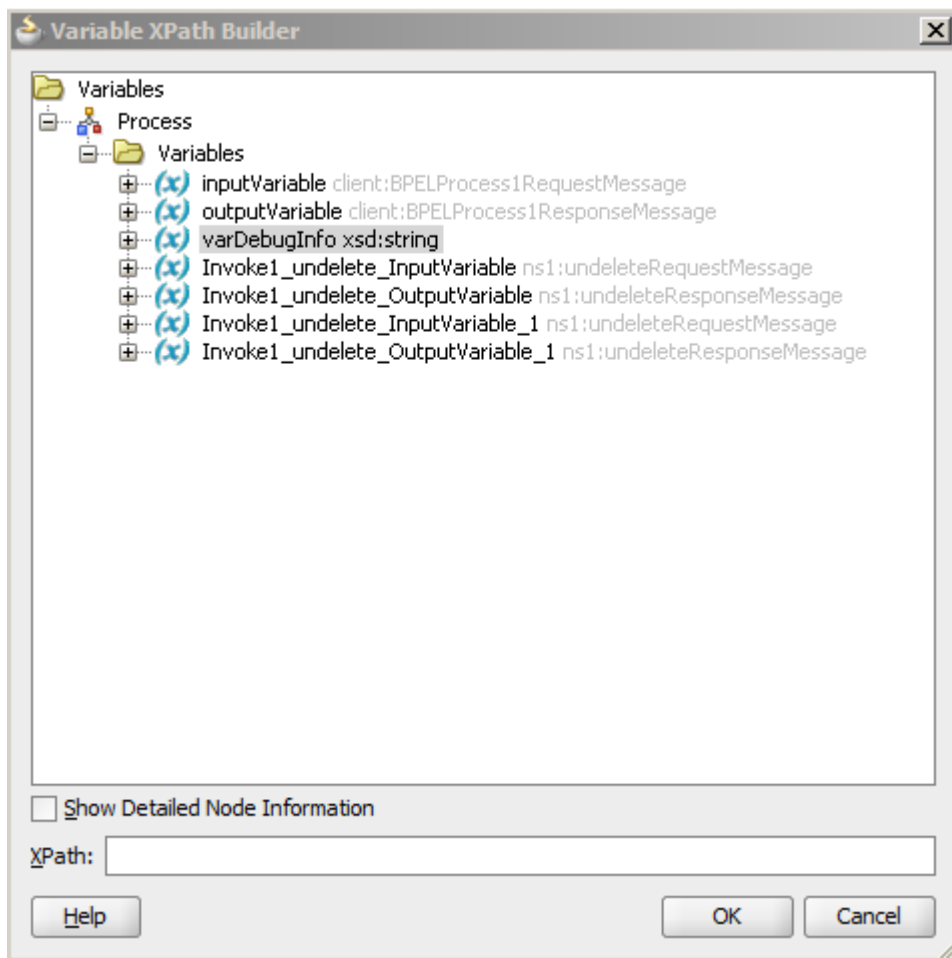 Variable XPath Builder
Variables
Process
Variables
inputVariable client:BPELProcess1RequestMessage
outputVariable client:BPELProcess1ResponseMessage
varDebugInfo xsd:string
Invoke1_undelete_InputVariable ns1:undeleteRequestMessage
Invoke1_undelete_OutputVariable ns1:undeleteResponseMessage
Invoke1_undelete_InputVariable_1 ns1:undeleteRequestMessage
Invoke1_undelete_OutputVariable_1 ns1:undeleteResponseMessage
Show Detailed Node Information
XPath:
Help OK Cancel